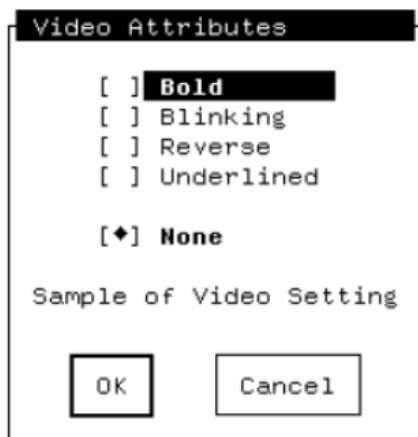 Video Attributes
[ ] Bold
[ ] Blinking
[ ] Reverse
[ ] Underlined
[♦] None
Sample of Video Setting
OK Cancel